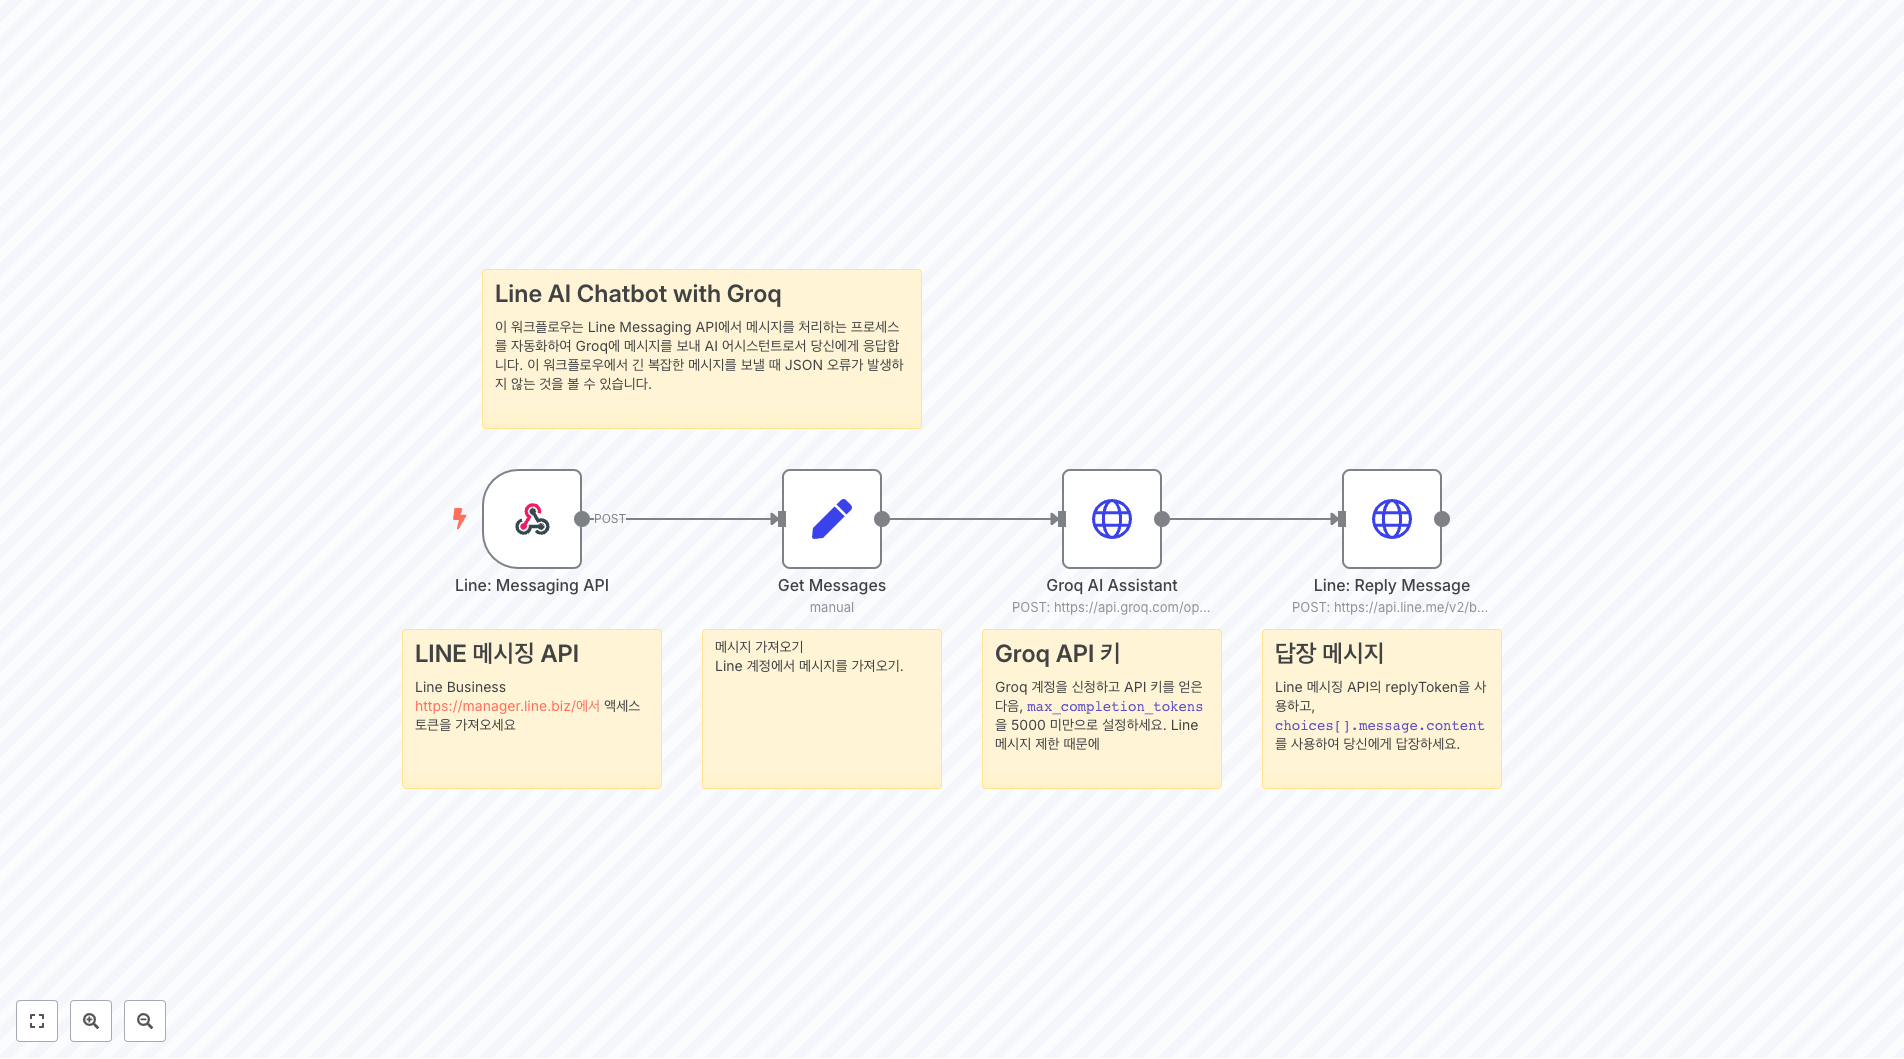 Line AI Chatbot with Groq
이 워크플로우는 Line Messaging API에서 메시지를 처리하는 프로세스
를 자동화하여 Groq에 메시지를 보내 AI 어시스턴트로서 당신에게 응답합
니다. 이 워크플로우에서 긴 복잡한 메시지를 보낼 때 JSON 오류가 발생하
지 않는 것을 볼 수 있습니다.
POST
Line: Messaging API
Get Messages
manual
Groq AI Assistant
POST: https://api.groq.com/op...
Line: Reply Message
POST: https://api.line.me/v2/b...
LINE 메시징 API
Line Business
https://manager.line.biz/에서 액세스
토큰을 가져오세요
메시지 가져오기
Line 계정에서 메시지를 가져오기.
Groq API 키
Groq 계정을 신청하고 API 키를 얻은
다음, max_completion_tokens
을 5000 미만으로 설정하세요. Line
메시지 제한 때문에
답장 메시지
Line 메시징 API의 replyToken을 사
용하고,
choices[].message.content
를 사용하여 당신에게 답장하세요.